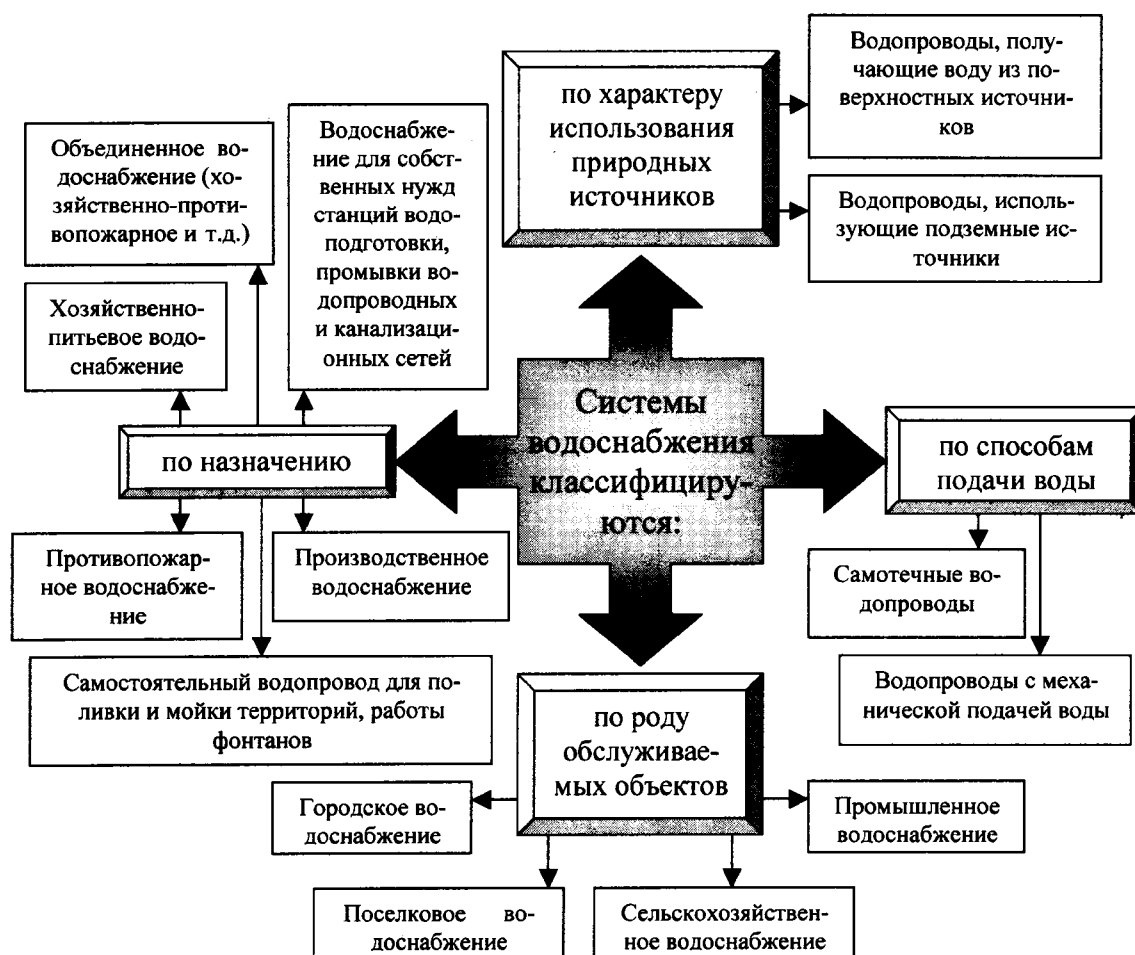 Водопроводы, полу-
чающие воду из по-
верхностных источни-
ков
по характеру
использования
природных
источников
Водопроводы, исполь-
зующие подземные ис-
точники
Водоснабже-
ние для собст-
венных нужд
станций водо-
подготовки,
промывки во-
допроводных
и канализаци-
онных сетей
Объединенное во-
доснабжение (хо-
зяйственно-проти-
вопожарное и т.д.)
Хозяйственно-
питьевое водо-
снабжение
по назначению
Системы
водоснабжения
классифициру-
ются:
по способам
подачи воды
Противопожар-
ное водоснабже-
ние
Производственное
водоснабжение
Самотечные во-
допроводы
Самостоятельный водопровод для по-
ливки и мойки территорий, работы
фонтанов
Водопроводы с меха-
нической подачей воды
по роду
обслуживае-
мых объектов
Городское во-
доснабжение
Промышленное
водоснабжение
Поселковое во-
доснабжение
Сельскохозяйствен-
ное водоснабжение